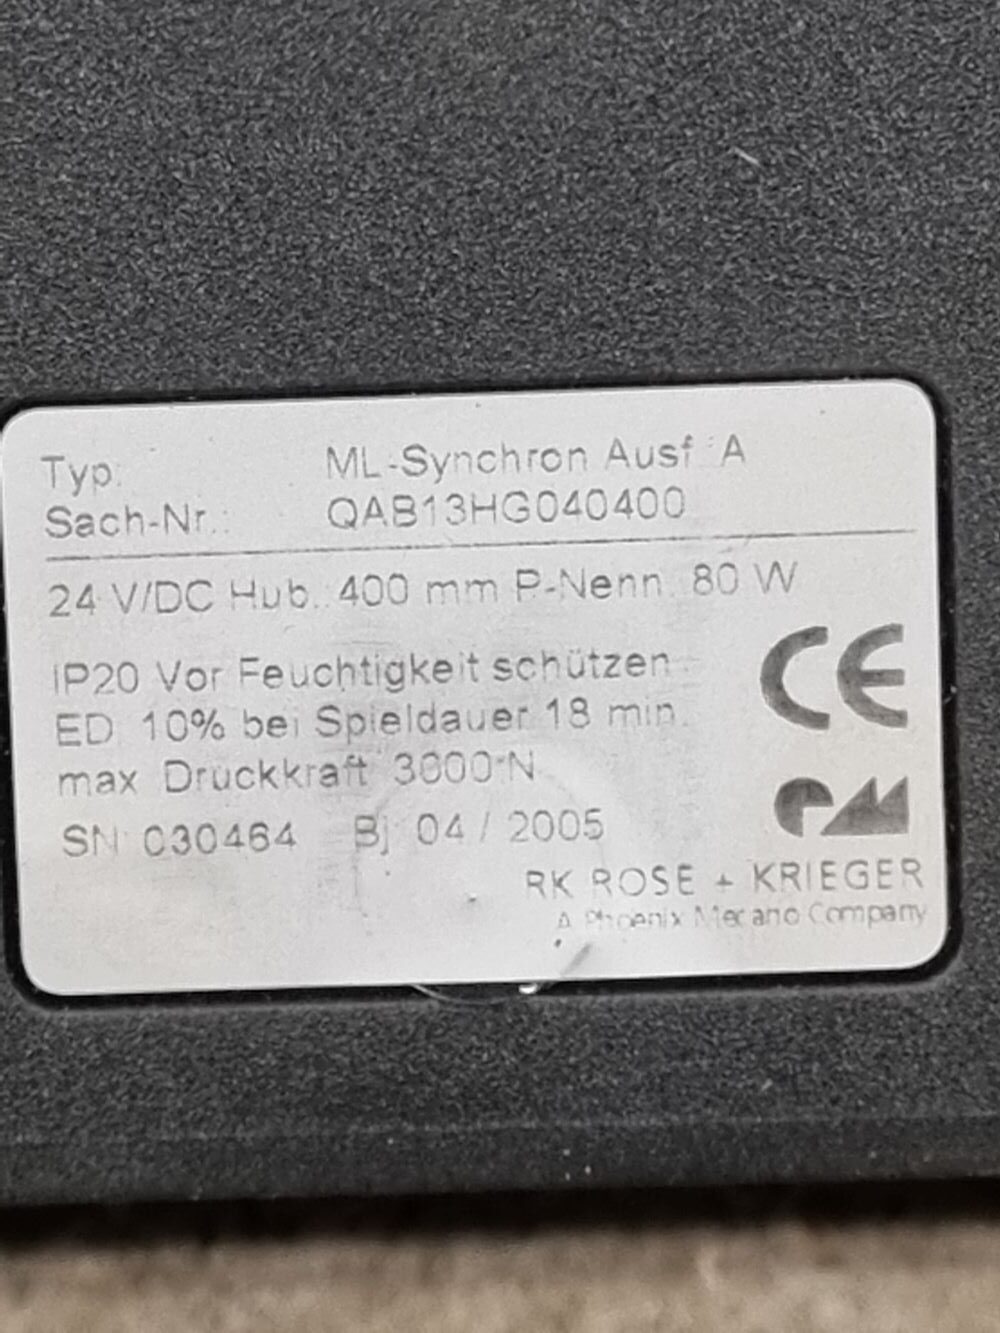 Typ: ML-Synchron Ausf. A
Sach-Nr.: QAB13HG040400
24 V/DC Hub.: 400 mm P-Nenn. 80 W
IP20 Vor Feuchtigkeit schützen
ED. 10% bei Spieldauer 18 min.
max Druckkraft 3000 N
SN 030464 Bj 04 / 2005
CE
RK ROSE + KRIEGER
A Phoenix Mecano Company